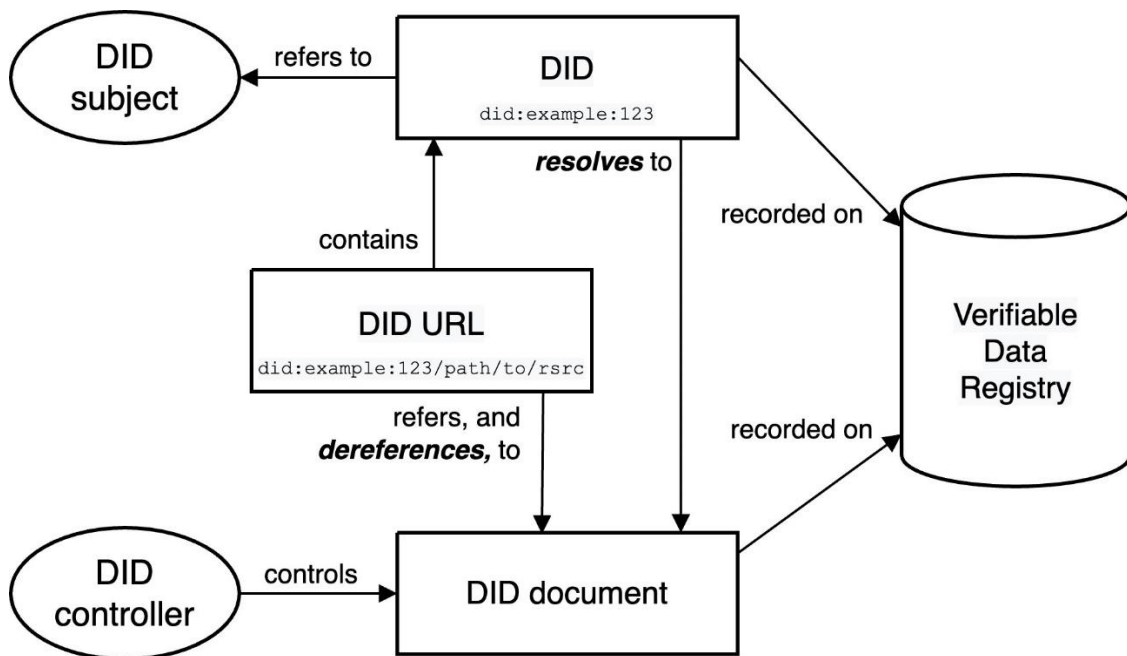 DID
subject
refers to
DID
did:example:123
resolves to
recorded on
contains
DID URL
did:example:123/path/to/rsrc
Verifiable
Data
Registry
refers, and
dereferences, to
recorded on
DID
controller
controls
DID document